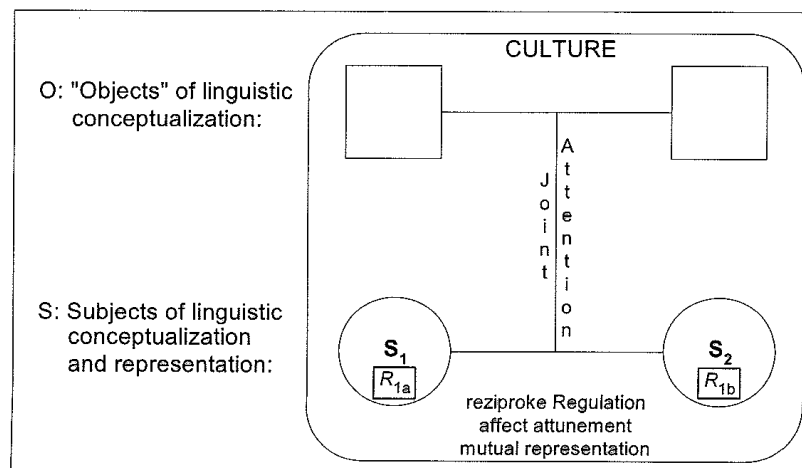 CULTURE
O: "Objects" of linguistic
conceptualization:
Joint
Attention
S: Subjects of linguistic
conceptualization
and representation:
S₁
R₁ₐ
S₂
R₁b
reziproke Regulation
affect attunement
mutual representation